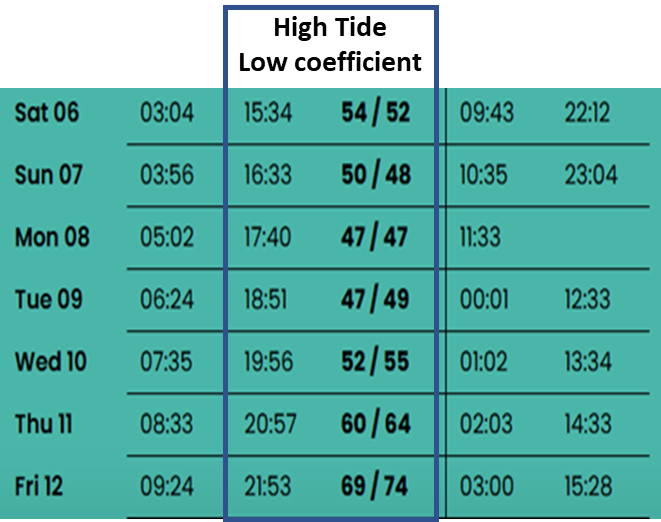 High Tide
Low coefficient
Sat 06 03:04 15:34 54 / 52 09:43 22:12
Sun 07 03:56 16:33 50 / 48 10:35 23:04
Mon 08 05:02 17:40 47 / 47 11:33
Tue 09 06:24 18:51 47 / 49 00:01 12:33
Wed 10 07:35 19:56 52 / 55 01:02 13:34
Thu 11 08:33 20:57 60 / 64 02:03 14:33
Fri 12 09:24 21:53 69 / 74 03:00 15:28